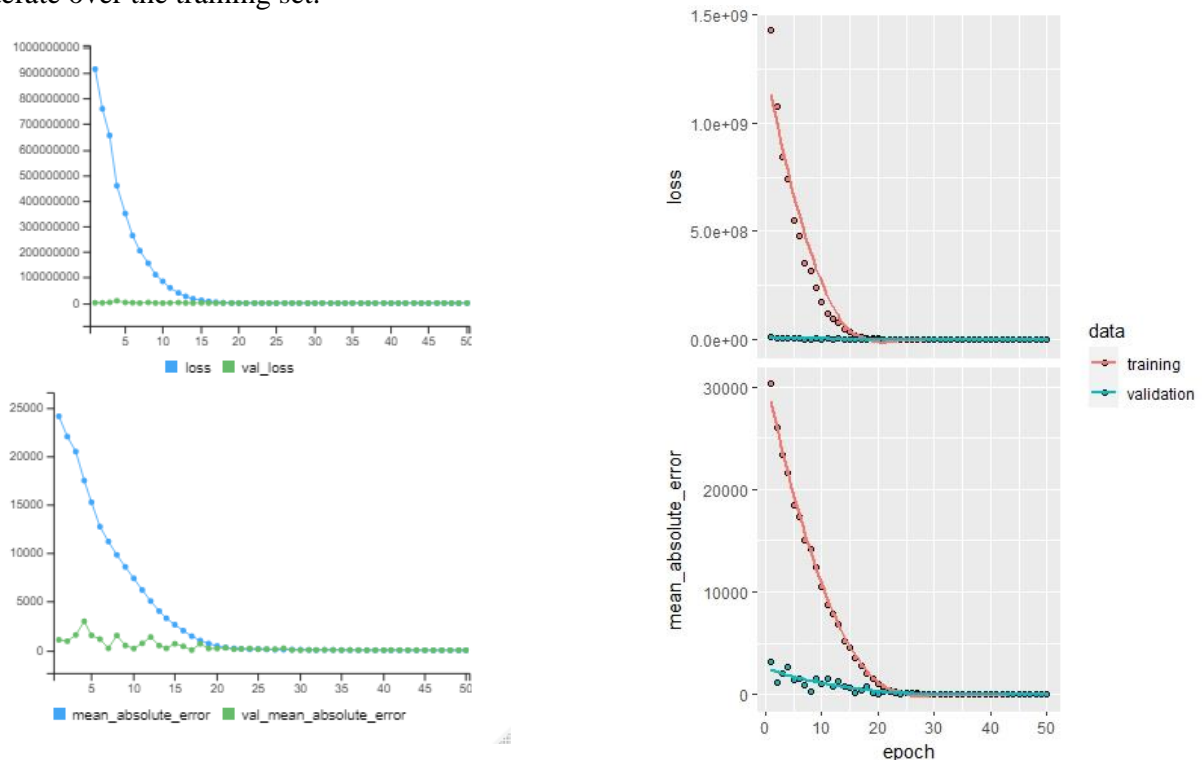 erate over the training set.
1000000000
900000000
800000000
700000000
600000000
500000000
400000000
300000000
200000000
100000000
0
5 10 15 20 25 30 35 40 45 50
loss val_loss
25000
20000
15000
10000
5000
0
5 10 15 20 25 30 35 40 45 50
mean_absolute_error val_mean_absolute_error
1.5e+09
1.0e+09
5.0e+08
0.0e+00
loss
30000
20000
10000
0
mean_absolute_error
0 10 20 30 40 50
epoch
data
training
validation